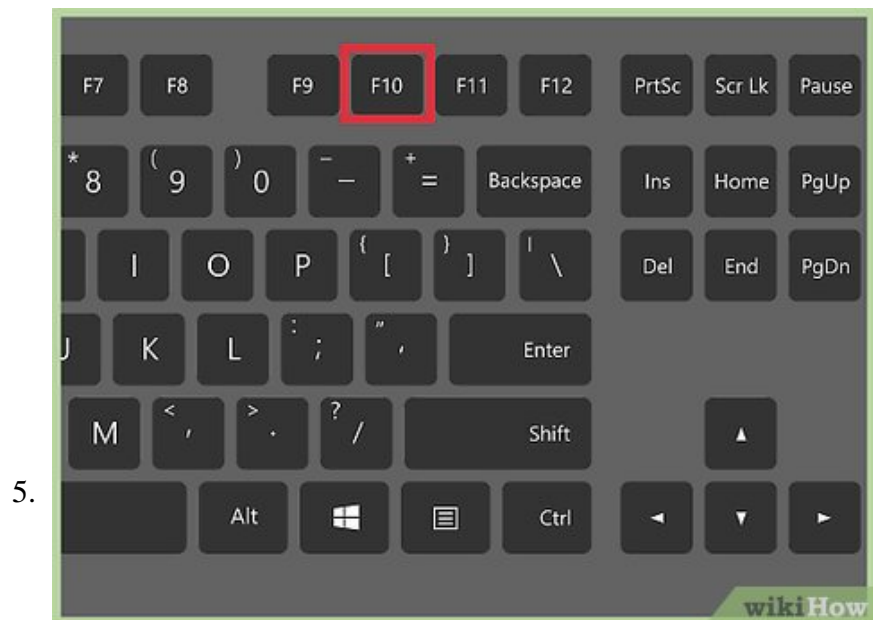 F7 F8 F9 F10 F11 F12 PrtSc Scr Lk Pause
* 8 ( 9 ) 0 – — + = Backspace Ins Home PgUp
I O P { [ } ] | \ Del End PgDn
J K L : ; " ' Enter
M < , > . ? / Shift
5.
Alt Ctrl
wikiHow